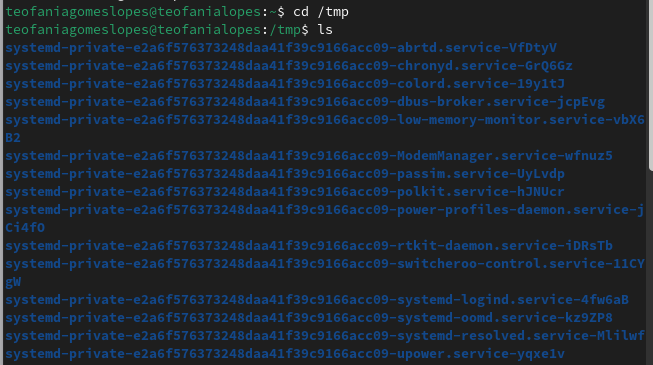 teofaniagomeslopes@teofanialopes:~$ cd /tmp
teofaniagomeslopes@teofanialopes:/tmp$ ls
systemd-private-e2a6f576373248daa41f39c9166acc09-abrtd.service-VfDtyV
systemd-private-e2a6f576373248daa41f39c9166acc09-chronyd.service-GrQ6Gz
systemd-private-e2a6f576373248daa41f39c9166acc09-colord.service-19y1tJ
systemd-private-e2a6f576373248daa41f39c9166acc09-dbus-broker.service-jcpEvg
systemd-private-e2a6f576373248daa41f39c9166acc09-low-memory-monitor.service-vbX6
B2
systemd-private-e2a6f576373248daa41f39c9166acc09-ModemManager.service-wfnuz5
systemd-private-e2a6f576373248daa41f39c9166acc09-passim.service-UyLvdp
systemd-private-e2a6f576373248daa41f39c9166acc09-polkit.service-hJNUcr
systemd-private-e2a6f576373248daa41f39c9166acc09-power-profiles-daemon.service-j
Ci4fO
systemd-private-e2a6f576373248daa41f39c9166acc09-rtkit-daemon.service-iDRsTb
systemd-private-e2a6f576373248daa41f39c9166acc09-switcheroo-control.service-11CY
gW
systemd-private-e2a6f576373248daa41f39c9166acc09-systemd-logind.service-4fw6aB
systemd-private-e2a6f576373248daa41f39c9166acc09-systemd-oomd.service-kz9ZP8
systemd-private-e2a6f576373248daa41f39c9166acc09-systemd-resolved.service-Mlilwf
systemd-private-e2a6f576373248daa41f39c9166acc09-upower.service-yqxe1v